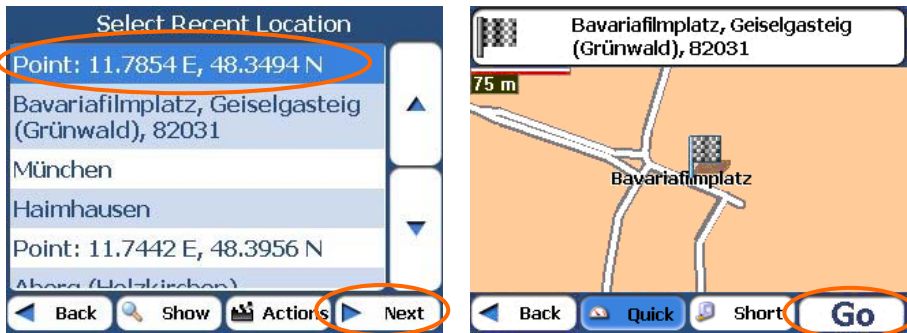 Select Recent Location
Point: 11.7854 E, 48.3494 N
Bavariafilmplatz, Geiselgasteig
(Grünwald), 82031
München
Haimhausen
Point: 11.7442 E, 48.3956 N
(Holzkirchen)
Back Show Actions Next
Bavariafilmplatz, Geiselgasteig
(Grünwald), 82031
75 m
Bavariafilmplatz
Back Quick Short Go